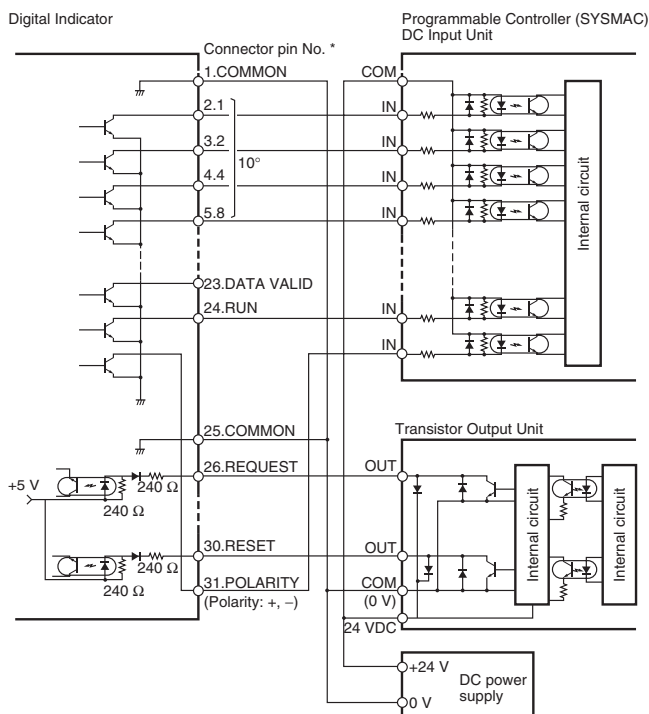 Digital Indicator
Programmable Controller (SYSMAC)
DC Input Unit
Connector pin No. *
1.COMMON
COM
2.1
IN
3.2
IN
10°
4.4
IN
5.8
IN
Internal circuit
23.DATA VALID
24.RUN
IN
IN
25.COMMON
Transistor Output Unit
26.REQUEST
OUT
+5 V
240 Ω
240 Ω
Internal circuit
Internal circuit
30.RESET
OUT
240 Ω
240 Ω
31.POLARITY
(Polarity: +, –)
COM
(0 V)
24 VDC
+24 V
DC power
supply
0 V